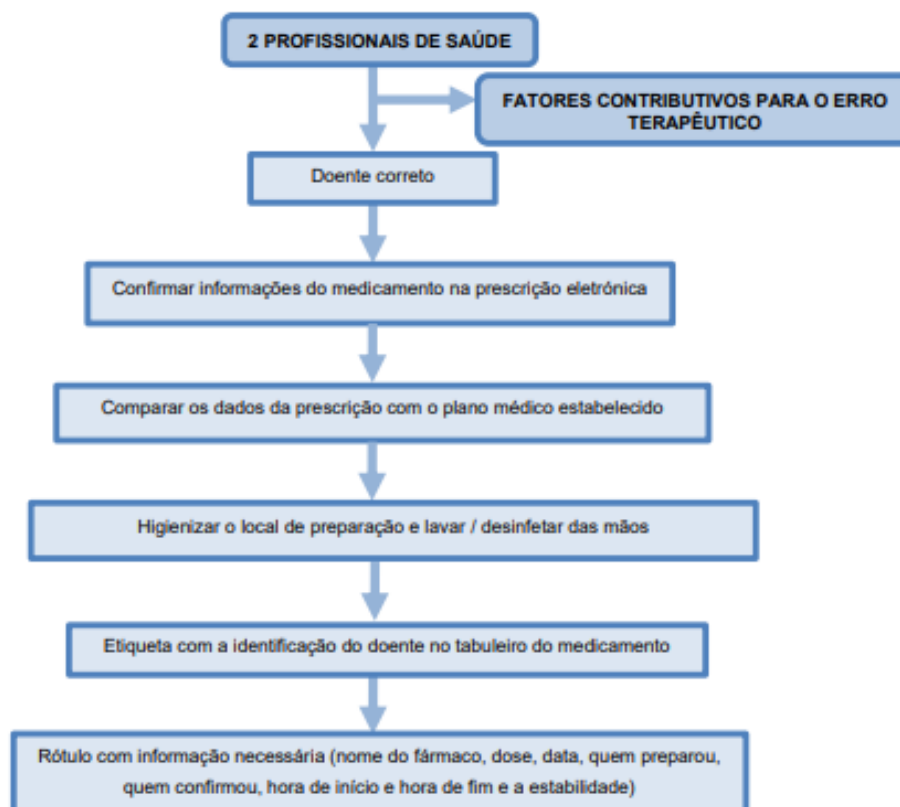 2 PROFISSIONAIS DE SAÚDE
FATORES CONTRIBUTIVOS PARA O ERRO
TERAPÊUTICO
Doente correto
Confirmar informações do medicamento na prescrição eletrónica
Comparar os dados da prescrição com o plano médico estabelecido
Higienizar o local de preparação e lavar / desinfetar das mãos
Etiqueta com a identificação do doente no tabuleiro do medicamento
Rótulo com informação necessária (nome do fármaco, dose, data, quem preparou,
quem confirmou, hora de início e hora de fim e a estabilidade)